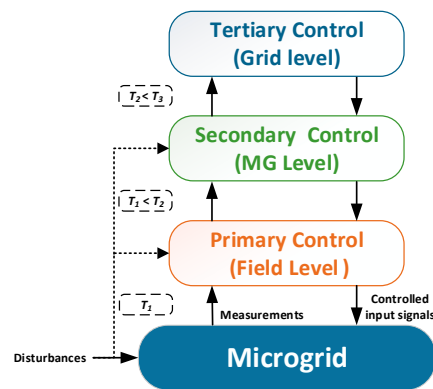 Tertiary Control
(Grid level)
T2 < T3
Secondary Control
(MG Level)
T1 < T2
Primary Control
(Field Level )
T1
Measurements
Controlled
input signals
Disturbances
Microgrid